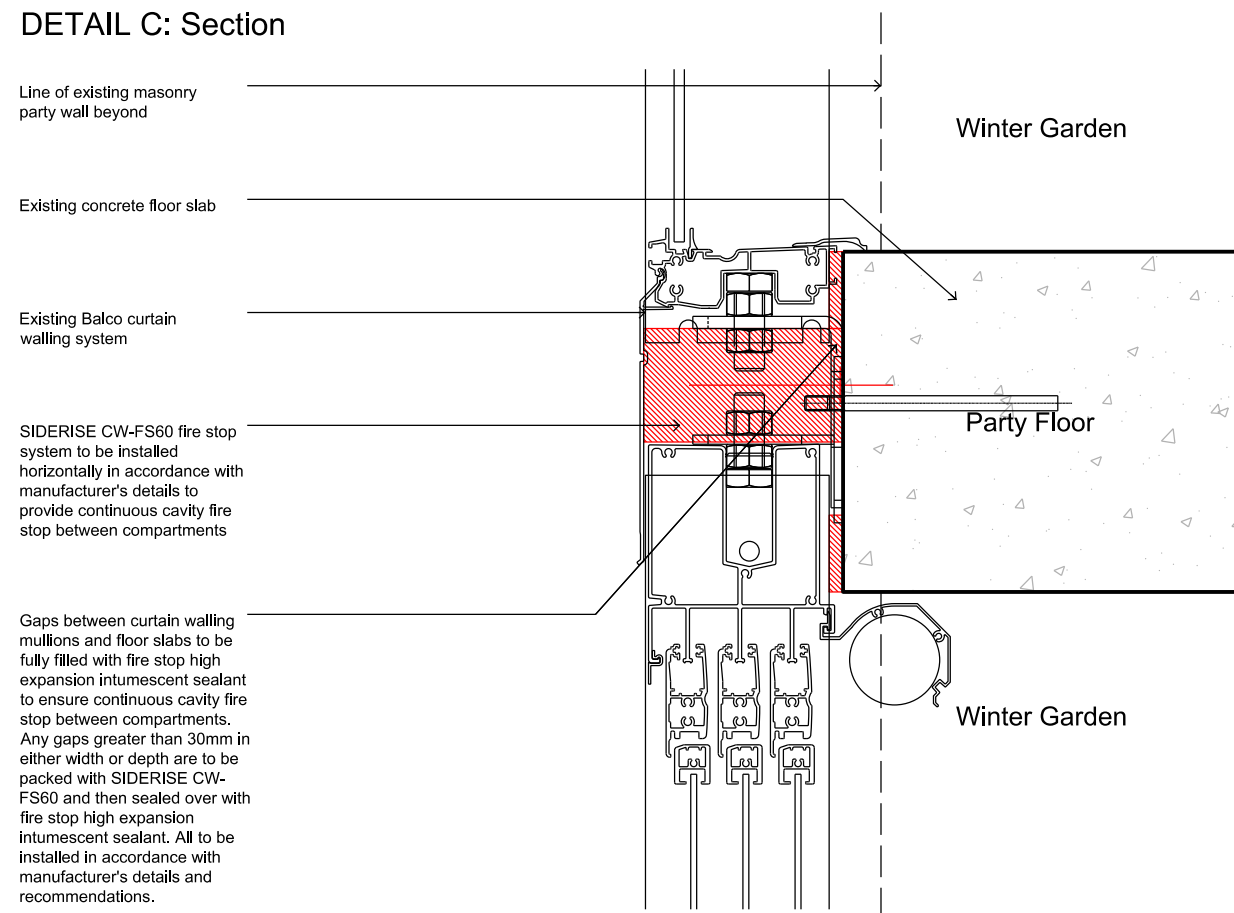 DETAIL C: Section
Line of existing masonry
party wall beyond
Winter Garden
Existing concrete floor slab
Existing Balco curtain
walling system
Party Floor
SIDERISE CW-FS60 fire stop
system to be installed
horizontally in accordance with
manufacturer's details to
provide continuous cavity fire
stop between compartments
Gaps between curtain walling
mullions and floor slabs to be
fully filled with fire stop high
expansion intumescent sealant
to ensure continuous cavity fire
stop between compartments.
Any gaps greater than 30mm in
either width or depth are to be
packed with SIDERISE CW-
FS60 and then sealed over with
fire stop high expansion
intumescent sealant. All to be
installed in accordance with
manufacturer's details and
recommendations.
Winter Garden